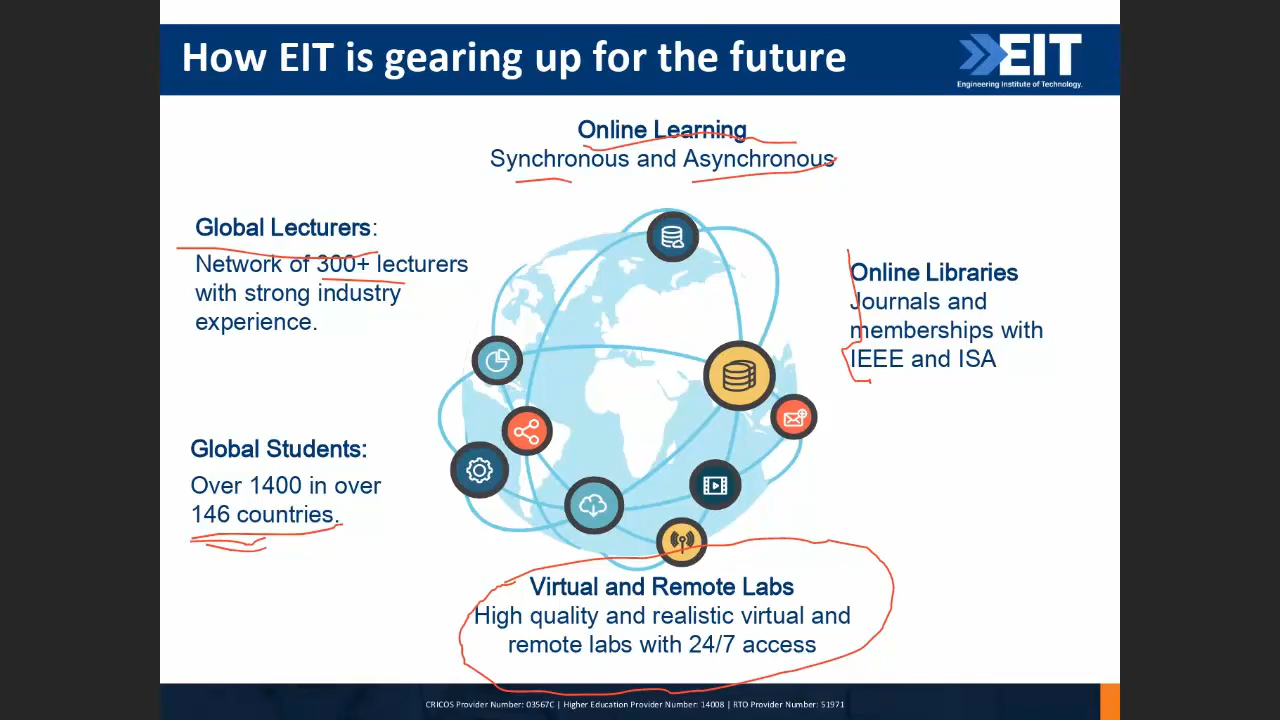 How EIT is gearing up for the future
EIT
Engineering Institute of Technology.
Online Learning
Synchronous and Asynchronous
Global Lecturers:
Network of 300+ lecturers
with strong industry
experience.
Online Libraries
Journals and
memberships with
IEEE and ISA
Global Students:
Over 1400 in over
146 countries.
Virtual and Remote Labs
High quality and realistic virtual and
remote labs with 24/7 access
CRICOS Provider Number: 03567C | Higher Education Provider Number: 14008 | RTO Provider Number: 51971